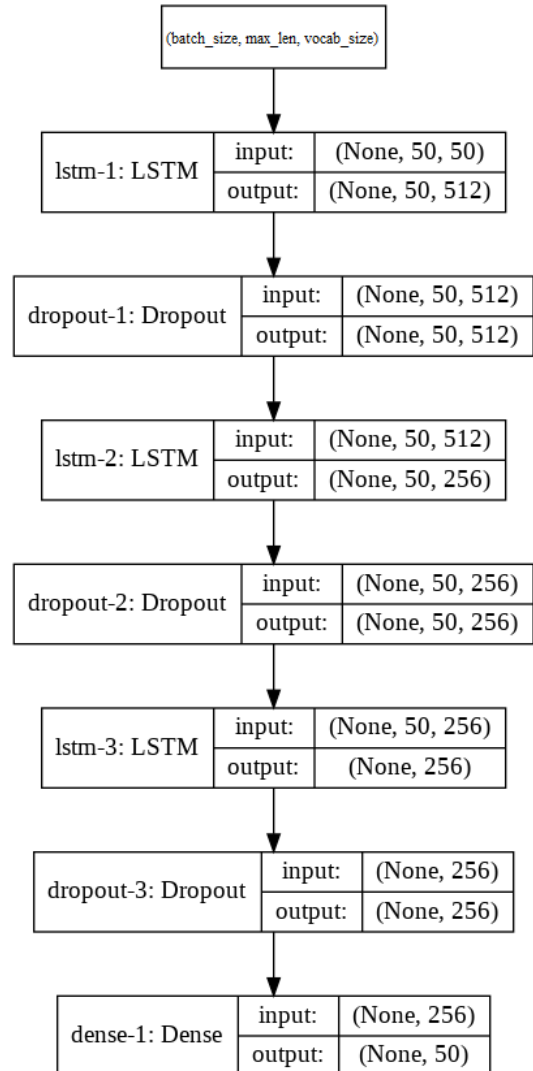 (batch_size, max_len, vocab_size)
lstm-1: LSTM
input:
(None, 50, 50)
output:
(None, 50, 512)
dropout-1: Dropout
input:
(None, 50, 512)
output:
(None, 50, 512)
lstm-2: LSTM
input:
(None, 50, 512)
output:
(None, 50, 256)
dropout-2: Dropout
input:
(None, 50, 256)
output:
(None, 50, 256)
lstm-3: LSTM
input:
(None, 50, 256)
output:
(None, 256)
dropout-3: Dropout
input:
(None, 256)
output:
(None, 256)
dense-1: Dense
input:
(None, 256)
output:
(None, 50)